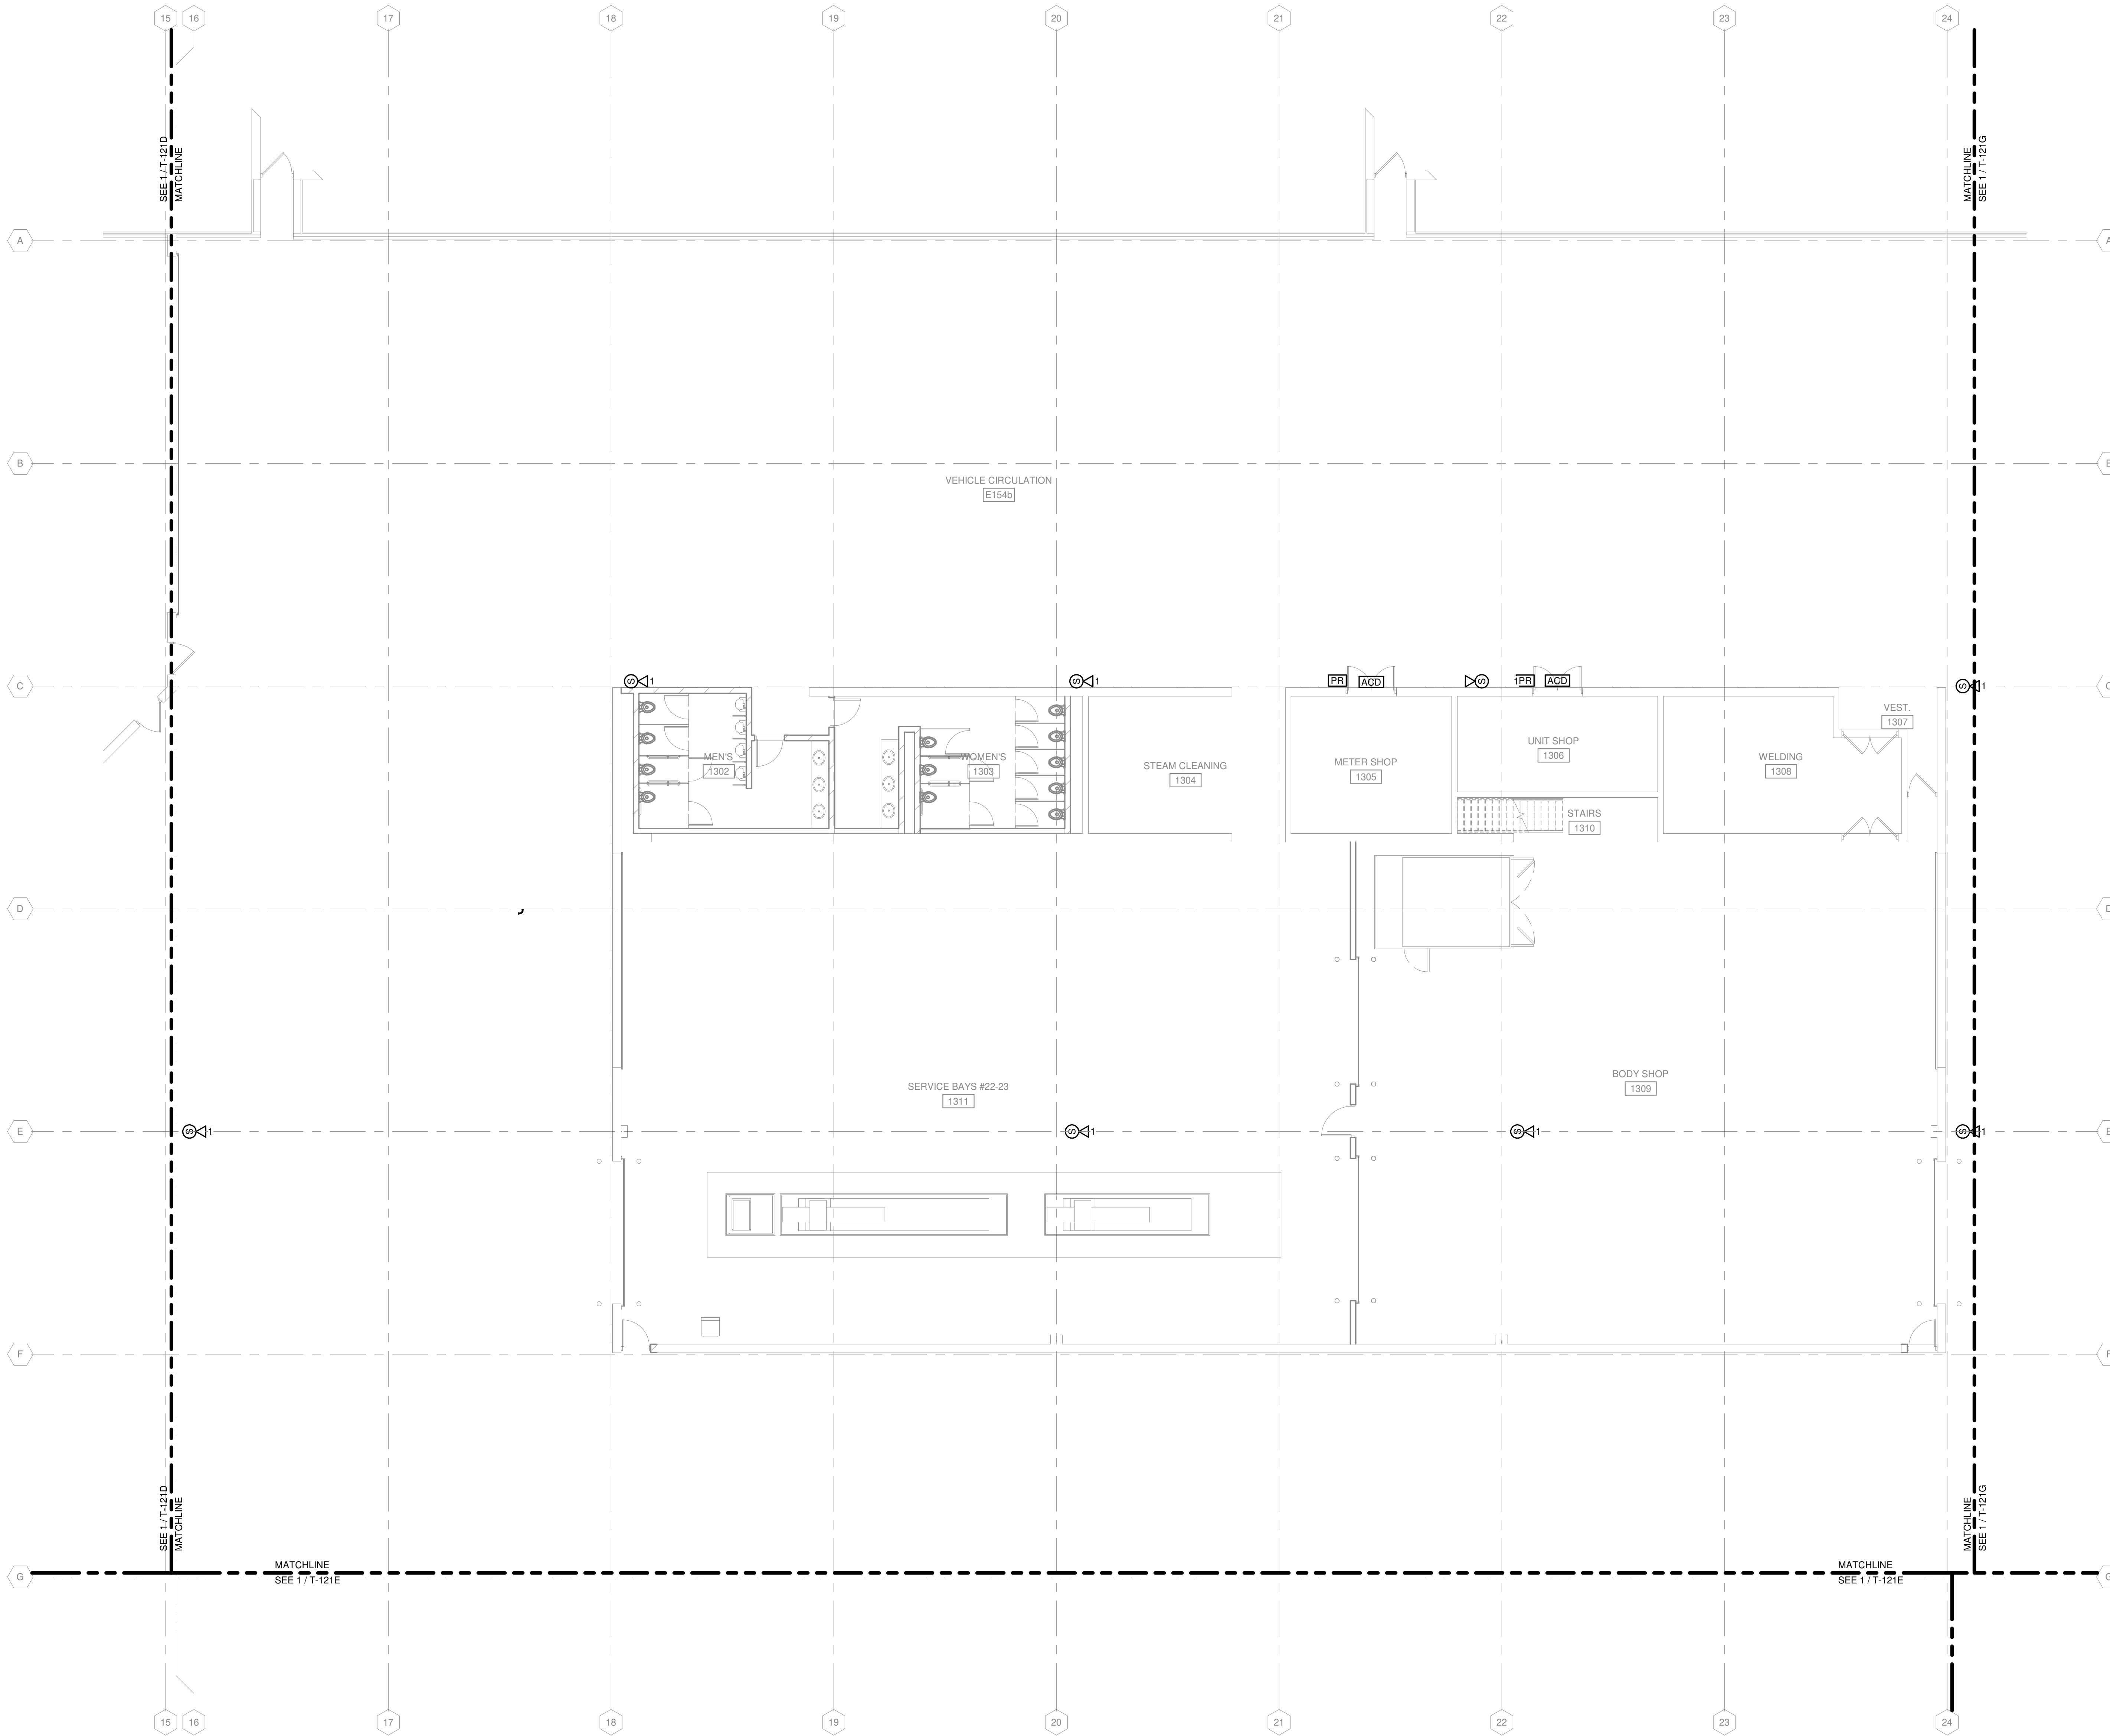 15
16
17
18
19
20
21
22
23
24
SEE 1 / T-121D
MATCHLINE
MATCHLINE
SEE 1 / T-121G
A
A
B
B
VEHICLE CIRCULATION
E154b
C
C
S 1
S 1
PR
ACD
S
1
PR
ACD
S 1
VEST.
1307
MEN'S
1302
WOMEN'S
1303
STEAM CLEANING
1304
METER SHOP
1305
UNIT SHOP
1306
WELDING
1308
STAIRS
1310
D
D
SERVICE BAYS #22-23
1311
BODY SHOP
1309
E
E
S 1
S 1
S 1
S 1
F
F
SEE 1 / T-121D
MATCHLINE
MATCHLINE
SEE 1 / T-121G
G
G
MATCHLINE
SEE 1 / T-121E
MATCHLINE
SEE 1 / T-121E
15
16
17
18
19
20
21
22
23
24